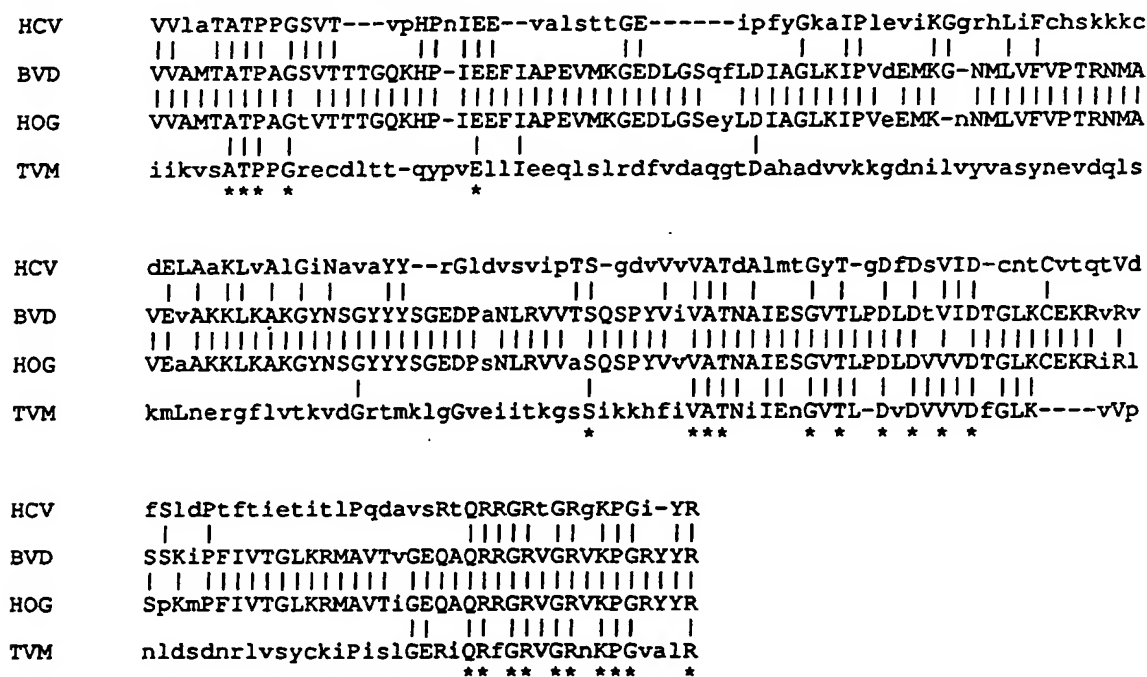 HCV VVlaTATPPGSVT---vpHPnIEE--valsttGE------ipfyGkaIPleviKGgrhLiFchskkkc
BVD VVAMTATPAGSVTTTGQKHP-IEEFIAPEVMKGEDLGSqfLDIAGLKIPVdEMKG-NMLVFVPTRNMA
HOG VVAMTATPAGtVTTTGQKHP-IEEFIAPEVMKGEDLGSeyLDIAGLKIPVeEMK-nNMLVFVPTRNMA
TVM iikvsATPPGrecdltt-qypvEllIeeqlslrdfvdaqgtDahadvvkkgdnilvyvasynevdqls
*** * *
HCV dELAaKLvAlGiNavaYY--rGldvsvipTS-gdvVvVATdAlmtGyT-gDfDsVID-cntCvtqtVd
BVD VEvAKKLKAKGYNSGYYYSGEDPaNLRVVTSQSPYViVATNAIESGVTLPDLDtVIDTGLKCEKRvRv
HOG VEaAKKLKAKGYNSGYYYSGEDPsNLRVVaSQSPYVvVATNAIESGVTLPDLDVVVDTGLKCEKRiRl
TVM kmLnergflvtkvdGrtmklgGveiitkgsSikkhfiVATNiIEnGVTL-DvDVVVDfGLK----vVp
* *** * * * * * *
HCV fSldPtftietitlPqdavsRtQRRGRtGRgKPGi-YR
BVD SSKiPFIVTGLKRMAVTvGEQAQRRGRVGRVKPGRYYR
HOG SpKmPFIVTGLKRMAVTiGEQAQRRGRVGRVKPGRYYR
TVM nldsdnrlvsyckiPislGERiQRfGRVGRnKPGvalR
** ** ** *** *